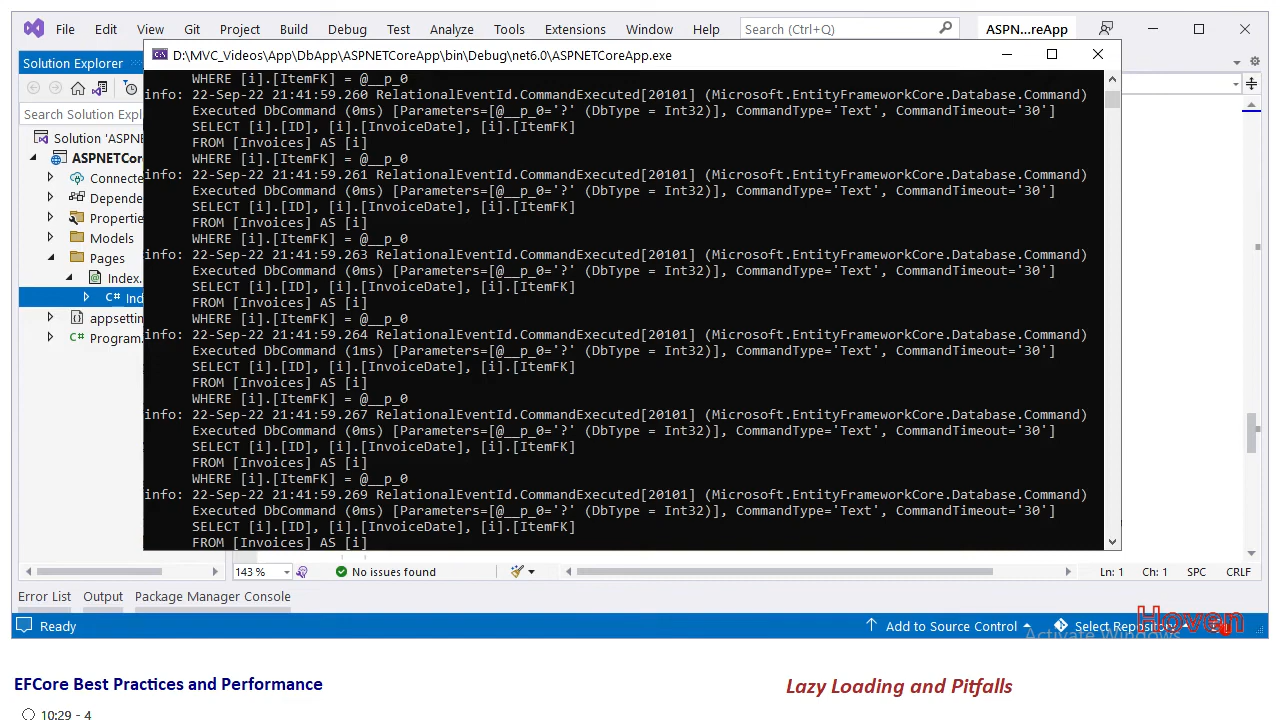 File Edit View Git Project Build Debug Test Analyze Tools Extensions Window Help Search (Ctrl+Q) ASPN...reApp
Solution Explorer
Search Solution Expl
Solution 'ASPNE
ASPNETCor
Connecte
Depende
Properti
Models
Pages
Index.
Ind
appsettin
Program.
D:\MVC_Videos\App\DbApp\ASPNETCoreApp\bin\Debug\net6.0\ASPNETCoreApp.exe
WHERE [i].[ItemFK] = @__p_0
info: 22-Sep-22 21:41:59.260 RelationalEventId.CommandExecuted[20101] (Microsoft.EntityFrameworkCore.Database.Command)
Executed DbCommand (0ms) [Parameters=[@__p_0='?' (DbType = Int32)], CommandType='Text', CommandTimeout='30']
SELECT [i].[ID], [i].[InvoiceDate], [i].[ItemFK]
FROM [Invoices] AS [i]
WHERE [i].[ItemFK] = @__p_0
info: 22-Sep-22 21:41:59.261 RelationalEventId.CommandExecuted[20101] (Microsoft.EntityFrameworkCore.Database.Command)
Executed DbCommand (0ms) [Parameters=[@__p_0='?' (DbType = Int32)], CommandType='Text', CommandTimeout='30']
SELECT [i].[ID], [i].[InvoiceDate], [i].[ItemFK]
FROM [Invoices] AS [i]
WHERE [i].[ItemFK] = @__p_0
info: 22-Sep-22 21:41:59.263 RelationalEventId.CommandExecuted[20101] (Microsoft.EntityFrameworkCore.Database.Command)
Executed DbCommand (0ms) [Parameters=[@__p_0='?' (DbType = Int32)], CommandType='Text', CommandTimeout='30']
SELECT [i].[ID], [i].[InvoiceDate], [i].[ItemFK]
FROM [Invoices] AS [i]
WHERE [i].[ItemFK] = @__p_0
info: 22-Sep-22 21:41:59.264 RelationalEventId.CommandExecuted[20101] (Microsoft.EntityFrameworkCore.Database.Command)
Executed DbCommand (1ms) [Parameters=[@__p_0='?' (DbType = Int32)], CommandType='Text', CommandTimeout='30']
SELECT [i].[ID], [i].[InvoiceDate], [i].[ItemFK]
FROM [Invoices] AS [i]
WHERE [i].[ItemFK] = @__p_0
info: 22-Sep-22 21:41:59.267 RelationalEventId.CommandExecuted[20101] (Microsoft.EntityFrameworkCore.Database.Command)
Executed DbCommand (0ms) [Parameters=[@__p_0='?' (DbType = Int32)], CommandType='Text', CommandTimeout='30']
SELECT [i].[ID], [i].[InvoiceDate], [i].[ItemFK]
FROM [Invoices] AS [i]
WHERE [i].[ItemFK] = @__p_0
info: 22-Sep-22 21:41:59.269 RelationalEventId.CommandExecuted[20101] (Microsoft.EntityFrameworkCore.Database.Command)
Executed DbCommand (0ms) [Parameters=[@__p_0='?' (DbType = Int32)], CommandType='Text', CommandTimeout='30']
SELECT [i].[ID], [i].[InvoiceDate], [i].[ItemFK]
FROM [Invoices] AS [i]
143 % No issues found Ln: 1 Ch: 1 SPC CRLF
Error List Output Package Manager Console
Ready Add to Source Control Select Repository
Hoven
Activate Windows
EFCore Best Practices and Performance
Lazy Loading and Pitfalls
10:29 - 4